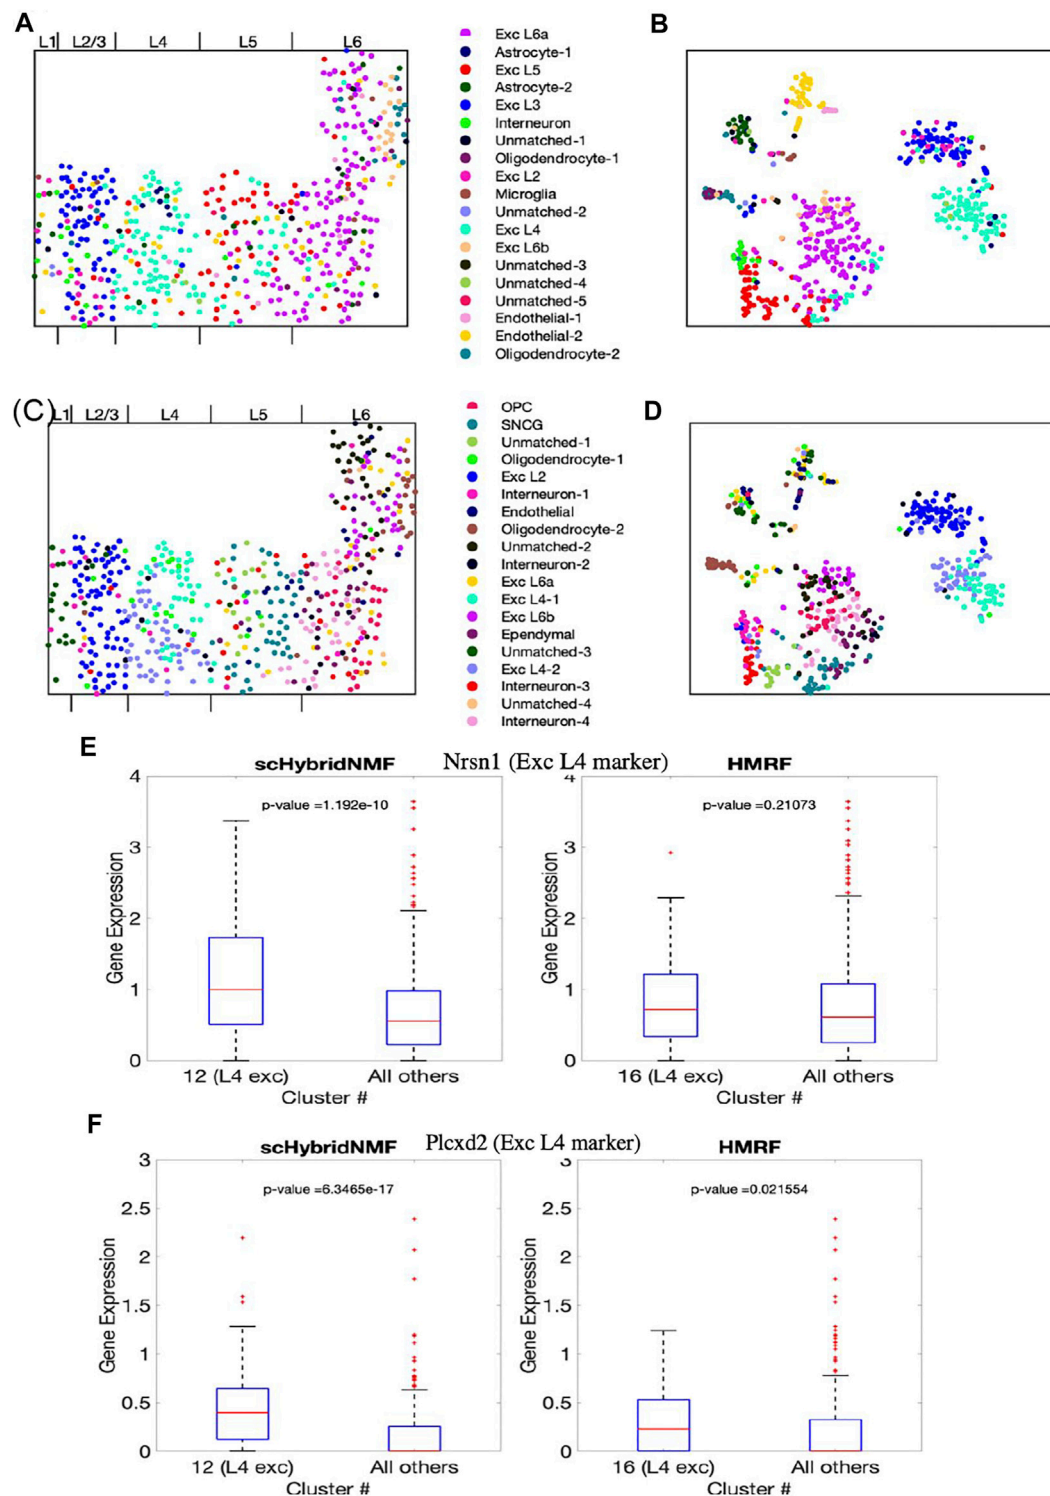 A
L1 L2/3 L4 L5 L6
Exc L6a
Astrocyte-1
Exc L5
Astrocyte-2
Exc L3
Interneuron
Unmatched-1
Oligodendrocyte-1
Exc L2
Microglia
Unmatched-2
Exc L4
Exc L6b
Unmatched-3
Unmatched-4
Unmatched-5
Endothelial-1
Endothelial-2
Oligodendrocyte-2
B
(C)
L1 L2/3 L4 L5 L6
OPC
SNCG
Unmatched-1
Oligodendrocyte-1
Exc L2
Interneuron-1
Endothelial
Oligodendrocyte-2
Unmatched-2
Interneuron-2
Exc L6a
Exc L4-1
Exc L6b
Ependymal
Unmatched-3
Exc L4-2
Interneuron-3
Unmatched-4
Interneuron-4
D
E
scHybridNMF Nrsn1 (Exc L4 marker) HMRF
p-value =1.192e-10
4
3
2
1
0
Gene Expression
12 (L4 exc) All others
Cluster #
p-value =0.21073
4
3
2
1
0
Gene Expression
16 (L4 exc) All others
Cluster #
F
scHybridNMF Plcxd2 (Exc L4 marker) HMRF
p-value =6.3465e-17
3
2.5
2
1.5
1
0.5
0
Gene Expression
12 (L4 exc) All others
Cluster #
p-value =0.021554
3
2.5
2
1.5
1
0.5
0
Gene Expression
16 (L4 exc) All others
Cluster #